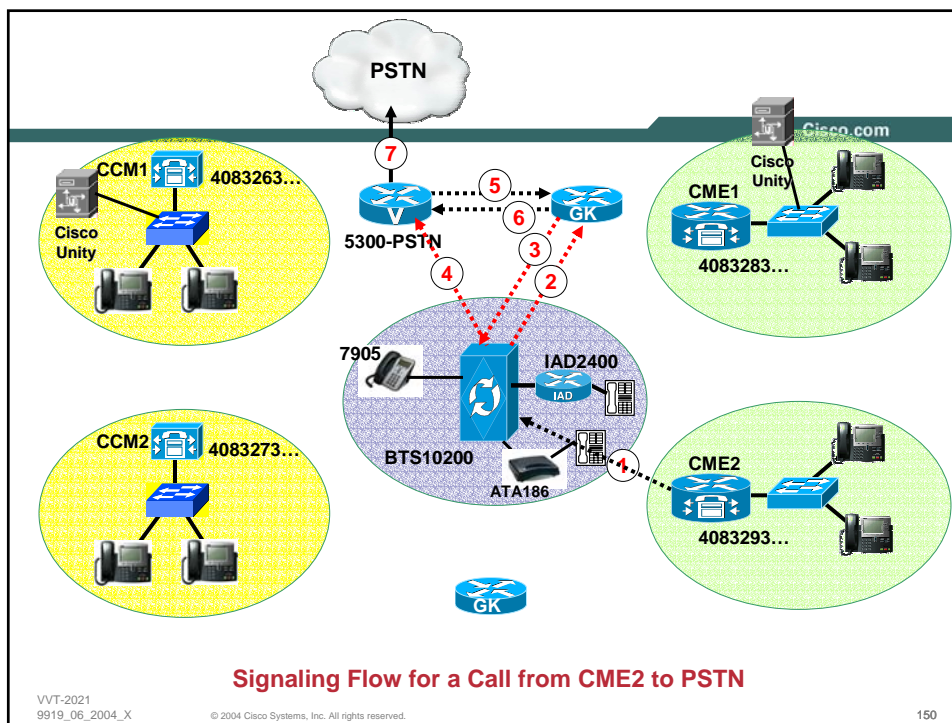 PSTN
Cisco.com
7
CCM1
4083263...
Cisco
Unity
V
5300-PSTN
5
6
GK
3
4
2
Cisco
Unity
CME1
4083283...
7905
IAD2400
IAD
BTS10200
ATA186
1
CCM2
4083273...
CME2
4083293...
GK
Signaling Flow for a Call from CME2 to PSTN
VVT-2021
9919_06_2004_X
© 2004 Cisco Systems, Inc. All rights reserved.
150